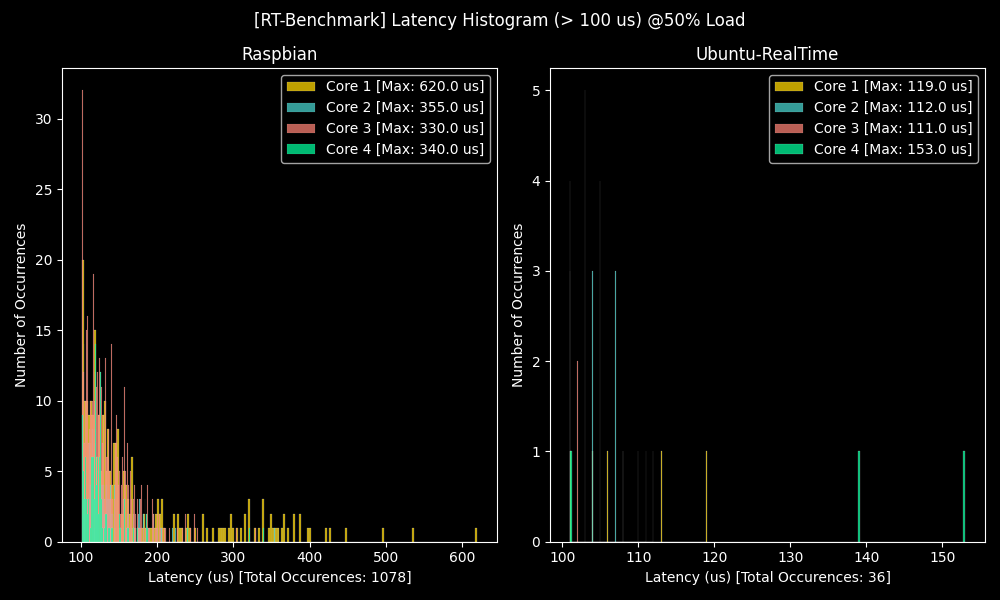 [RT-Benchmark] Latency Histogram (> 100 us) @50% Load
Raspbian
Core 1 [Max: 620.0 us]
Core 2 [Max: 355.0 us]
Core 3 [Max: 330.0 us]
Core 4 [Max: 340.0 us]
Number of Occurrences
30
25
20
15
10
5
0
100 200 300 400 500 600
Latency (us) [Total Occurences: 1078]
Ubuntu-RealTime
Core 1 [Max: 119.0 us]
Core 2 [Max: 112.0 us]
Core 3 [Max: 111.0 us]
Core 4 [Max: 153.0 us]
Number of Occurrences
5
4
3
2
1
0
100 110 120 130 140 150
Latency (us) [Total Occurences: 36]